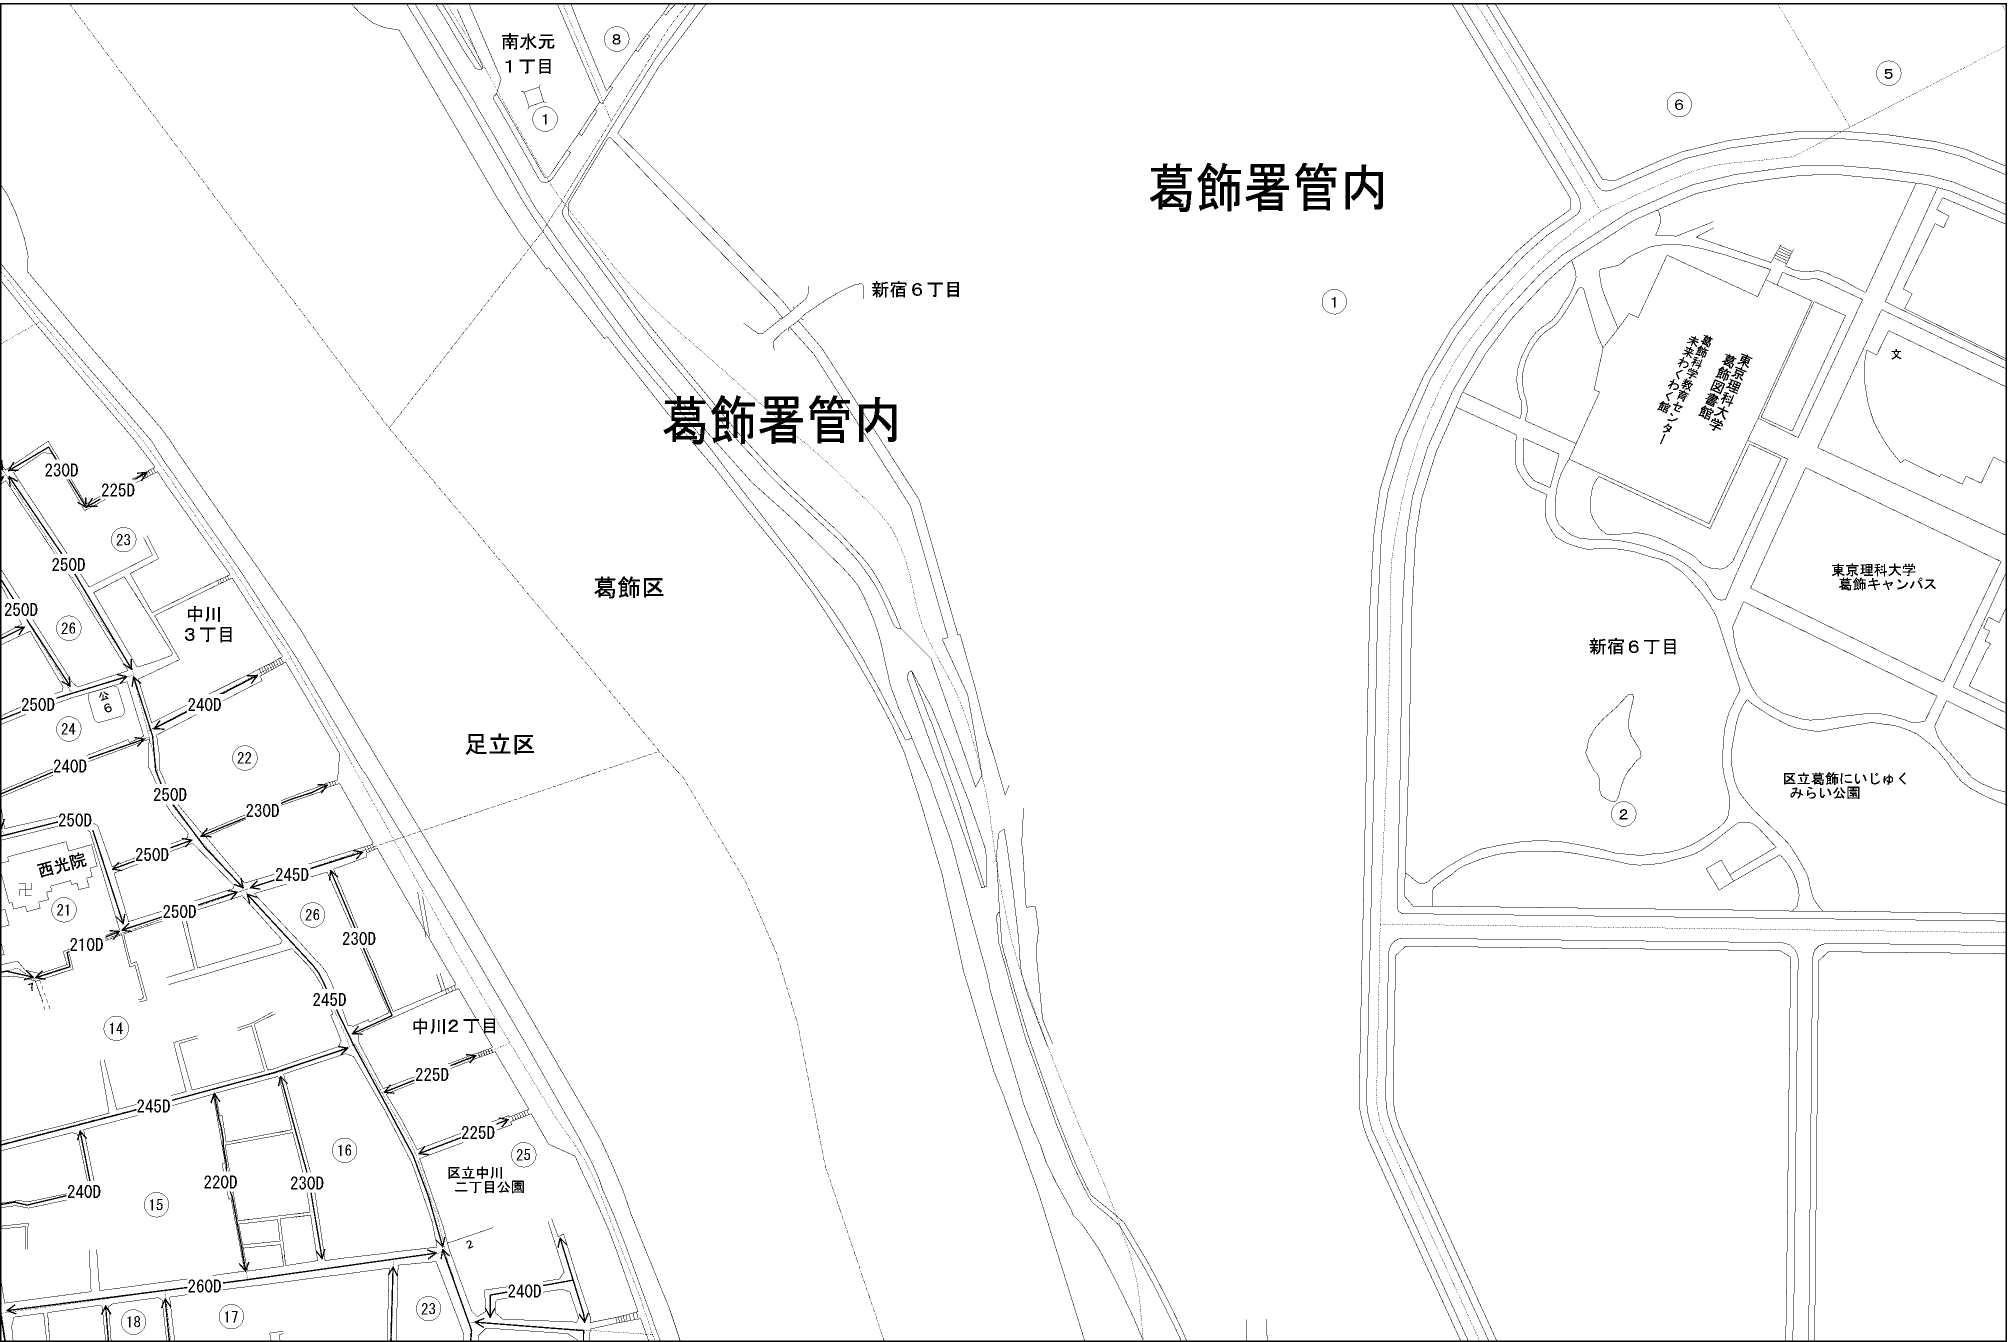 南水元
1丁目
8
1
5
6
葛飾署管内
新宿6丁目
1
葛飾署管内
東京理科大学
葛飾図書館
葛飾科学教育センター
未来わくわく館
文
230D
225D
23
250D
250D
26
中川
3丁目
葛飾区
東京理科大学
葛飾キャンパス
新宿6丁目
250D
公
6
24
240D
240D
22
足立区
250D
230D
250D
250D
西光院
卍
21
245D
250D
26
210D
230D
7
245D
14
中川2丁目
区立葛飾にいじゅく
みらい公園
2
225D
245D
225D
16
25
区立中川
二丁目公園
240D
15
220D
230D
2
260D
240D
18
17
23